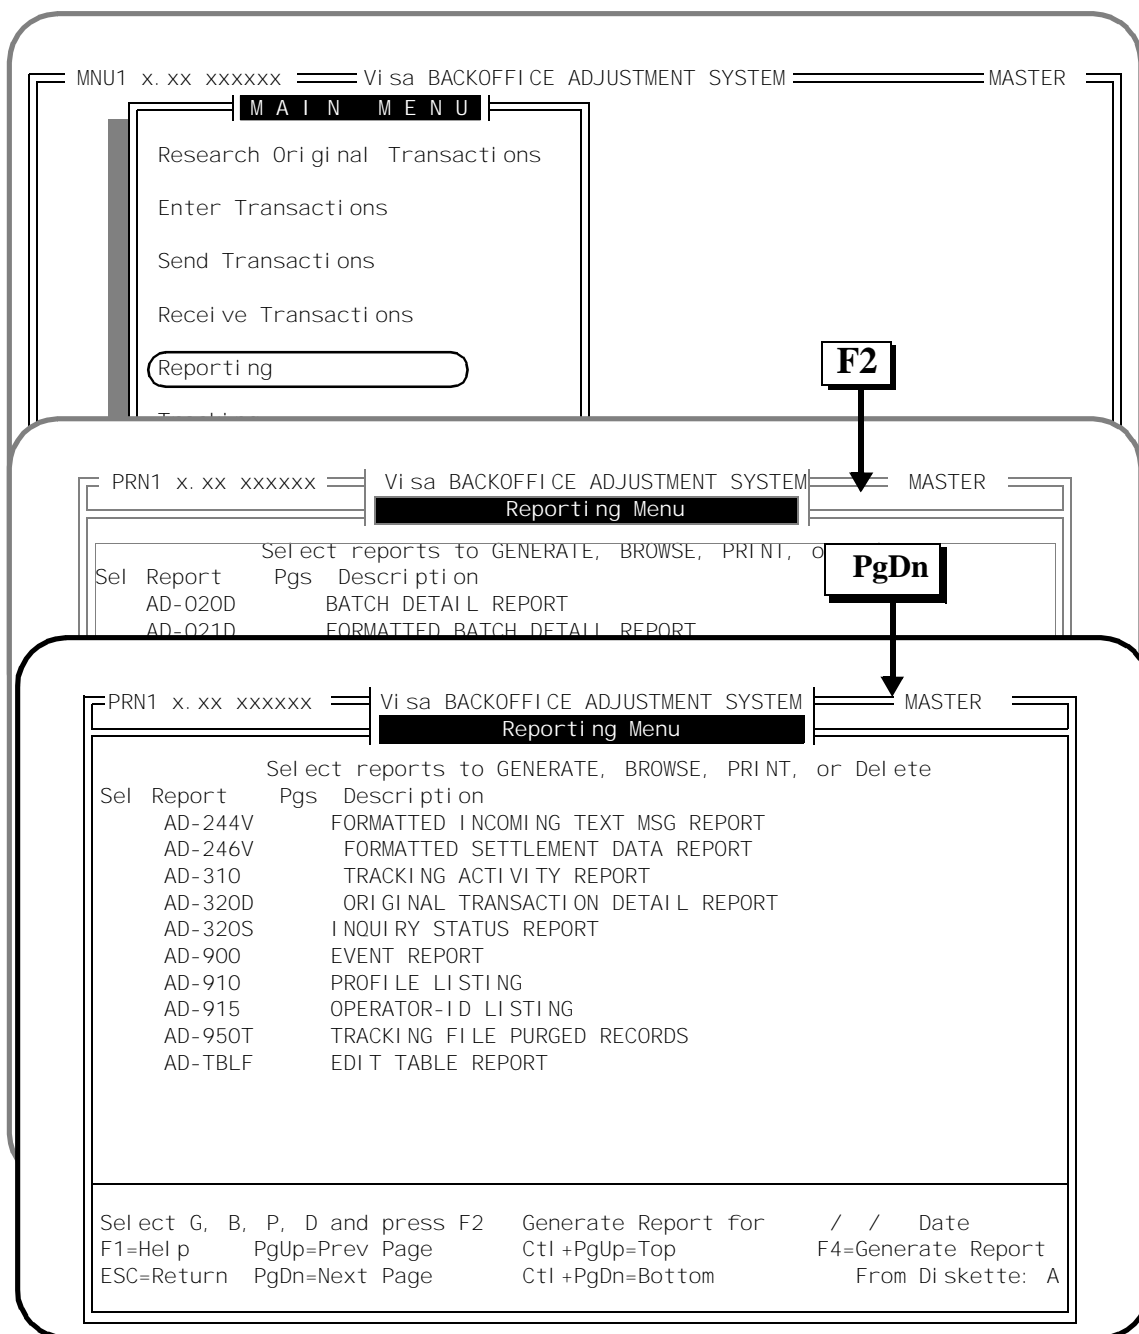 MNU1 x.xx xxxxxx Visa BACKOFFICE ADJUSTMENT SYSTEM MASTER
MAIN MENU
Research Original Transactions
Enter Transactions
Send Transactions
Receive Transactions
Reporting
F2
PRN1 x.xx xxxxxx Visa BACKOFFICE ADJUSTMENT SYSTEM MASTER
Reporting Menu
Select reports to GENERATE, BROWSE, PRINT, o
PgDn
Sel Report Pgs Description
AD-020D BATCH DETAIL REPORT
AD-021D FORMATTED BATCH DETAIL REPORT
PRN1 x.xx xxxxxx Visa BACKOFFICE ADJUSTMENT SYSTEM MASTER
Reporting Menu
Select reports to GENERATE, BROWSE, PRINT, or Delete
Sel Report Pgs Description
AD-244V FORMATTED INCOMING TEXT MSG REPORT
AD-246V FORMATTED SETTLEMENT DATA REPORT
AD-310 TRACKING ACTIVITY REPORT
AD-320D ORIGINAL TRANSACTION DETAIL REPORT
AD-320S INQUIRY STATUS REPORT
AD-900 EVENT REPORT
AD-910 PROFILE LISTING
AD-915 OPERATOR-ID LISTING
AD-950T TRACKING FILE PURGED RECORDS
AD-TBLF EDIT TABLE REPORT
Select G, B, P, D and press F2 Generate Report for / / Date
F1=Help PgUp=Prev Page Ctl+PgUp=Top F4=Generate Report
ESC=Return PgDn=Next Page Ctl+PgDn=Bottom From Diskette: A